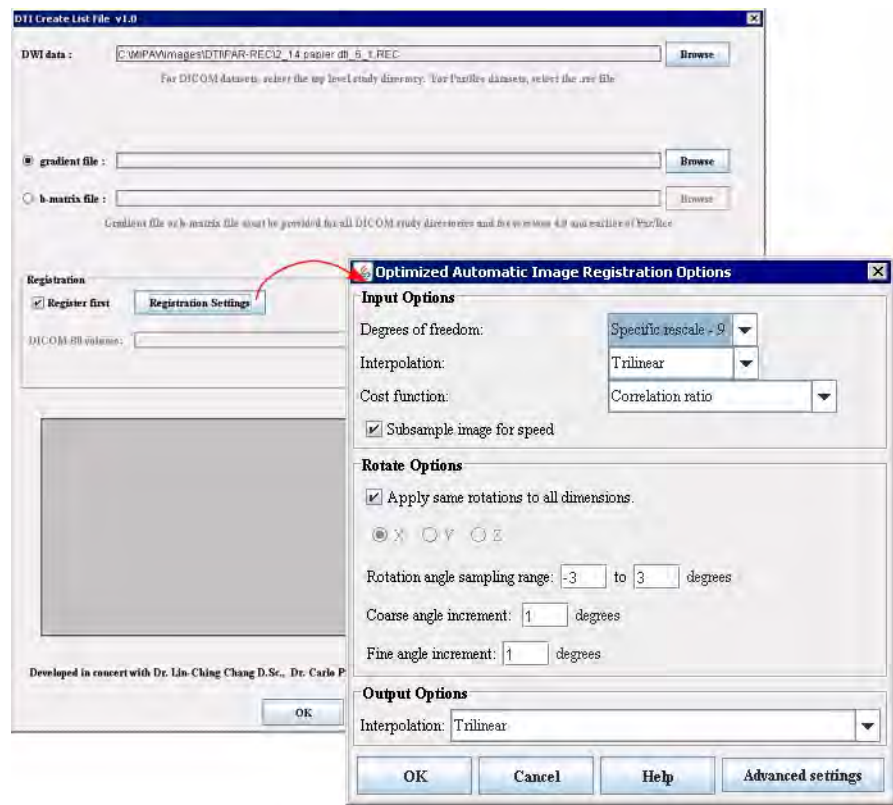 DTI Create List File v1.0
DWI data :
C:\MIPAV\images\DTI\PAR-REC\2_14 papier dti_6_1.REC
Browse
For DICOM datasets, select the top level study directory. For Par/Rec datasets, select the .rec file
gradient file :
Browse
b-matrix file :
Browse
Gradient file or b-matrix file must be provided for all DICOM study directories and for version 4.0 and earlier of Par/Rec
Registration
Register first
Registration Settings
DICOM B0 volume:
Developed in concert with Dr. Lin-Ching Chang D.Sc., Dr. Carlo P
OK
Optimized Automatic Image Registration Options
Input Options
Degrees of freedom:
Specific rescale - 9
Interpolation:
Trilinear
Cost function:
Correlation ratio
Subsample image for speed
Rotate Options
Apply same rotations to all dimensions.
X Y Z
Rotation angle sampling range: -3 to 3 degrees
Coarse angle increment: 1 degrees
Fine angle increment: 1 degrees
Output Options
Interpolation: Trilinear
OK
Cancel
Help
Advanced settings